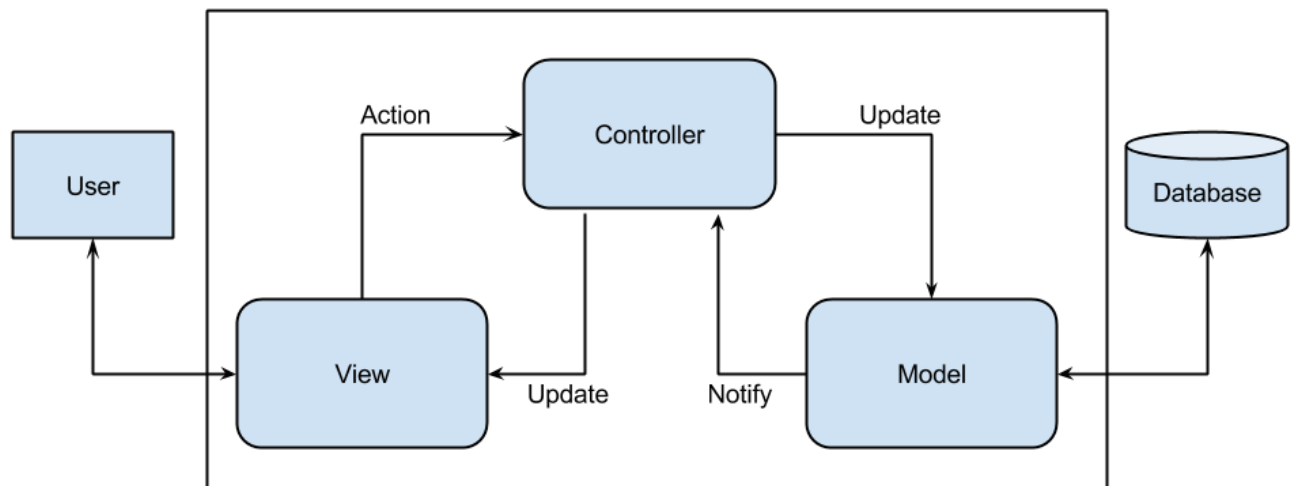 Action
Controller
Update
User
Database
View
Update
Notify
Model